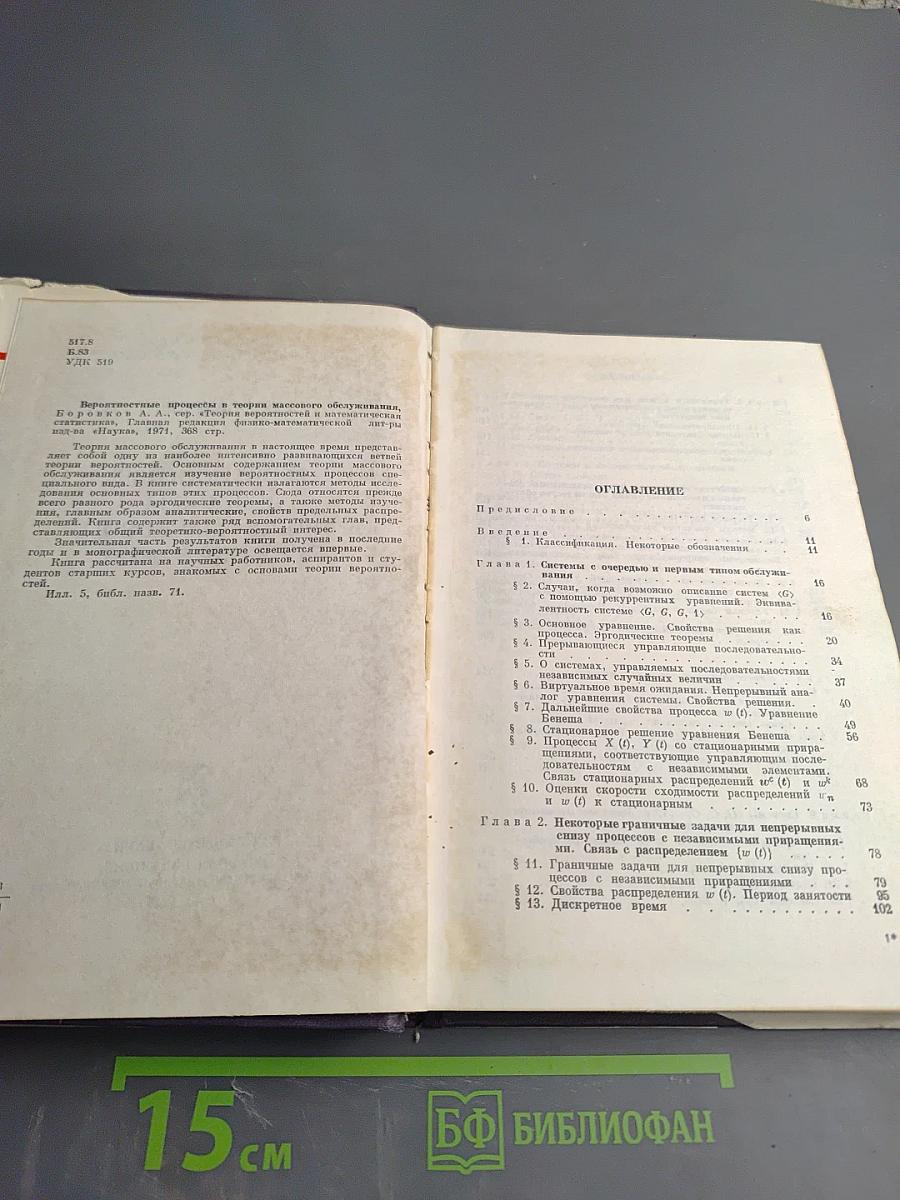 517.8
Б.83
УДК 519
Вероятностные процессы в теории массового обслуживания,
Боровков А. А., сер. «Теория вероятностей и математическая
статистика», Главная редакция физико-математической лит-ры
изд-ва «Наука», 1971, 368 стр.
Теория массового обслуживания в настоящее время представ-
ляет собой одну из наиболее интенсивно развивающихся ветвей
теории вероятностей. Основным содержанием теории массового
обслуживания является изучение вероятностных процессов спе-
циального вида. В книге систематически излагаются методы иссле-
дования основных типов этих процессов. Сюда относятся прежде
всего разного рода эргодические теоремы, а также методы изуче-
ния, главным образом аналитические, свойств предельных распре-
делений. Книга содержит также ряд вспомогательных глав, пред-
ставляющих общий теоретико-вероятностный интерес.
Значительная часть результатов книги получена в последние
годы и в монографической литературе освещается впервые.
Книга рассчитана на научных работников, аспирантов и сту-
дентов старших курсов, знакомых с основами теории вероятно-
стей.
Илл. 5, библ. назв. 71.
ОГЛАВЛЕНИЕ
Предисловие . . . . . . . . . . . . . . . 6
Введение . . . . . . . . . . . . . . . . 11
§ 1. Классификация. Некоторые обозначения . . 11
Глава 1. Системы с очередью и первым типом обслужи-
вания . . . . . . . . . . . . . . . 16
§ 2. Случаи, когда возможно описание систем ⟨G⟩
с помощью рекуррентных уравнений. Эквива-
лентность системе ⟨G, G, G, 1⟩ . . . . . . . 16
§ 3. Основное уравнение. Свойства решения как
процесса. Эргодические теоремы . . . . . . 20
§ 4. Прерывающиеся управляющие последовательно-
сти . . . . . . . . . . . . . . . . 34
§ 5. О системах, управляемых последовательностями
независимых случайных величин . . . . . . 37
§ 6. Виртуальное время ожидания. Непрерывный ана-
лог уравнения системы. Свойства решения. . 40
§ 7. Дальнейшие свойства процесса w (t). Уравнение
Бенеша . . . . . . . . . . . . . . . 49
§ 8. Стационарное решение уравнения Бенеша . . 56
§ 9. Процессы X (t), Y (t) со стационарными прира-
щениями, соответствующие управляющим после-
довательностям с независимыми элементами.
Связь стационарных распределений wᶜ (t) и wᵏ 68
§ 10. Оценки скорости сходимости распределений wₙ
и w (t) к стационарным . . . . . . . . . 73
Глава 2. Некоторые граничные задачи для непрерывных
снизу процессов с независимыми приращения-
ми. Связь с распределением {w (t)} . . . . . 78
§ 11. Граничные задачи для непрерывных снизу про-
цессов с независимыми приращениями . . . 79
§ 12. Свойства распределения w (t). Период занятости 95
§ 13. Дискретное время . . . . . . . . . . . 102
1*
15 см
БФ БИБЛИОФАН